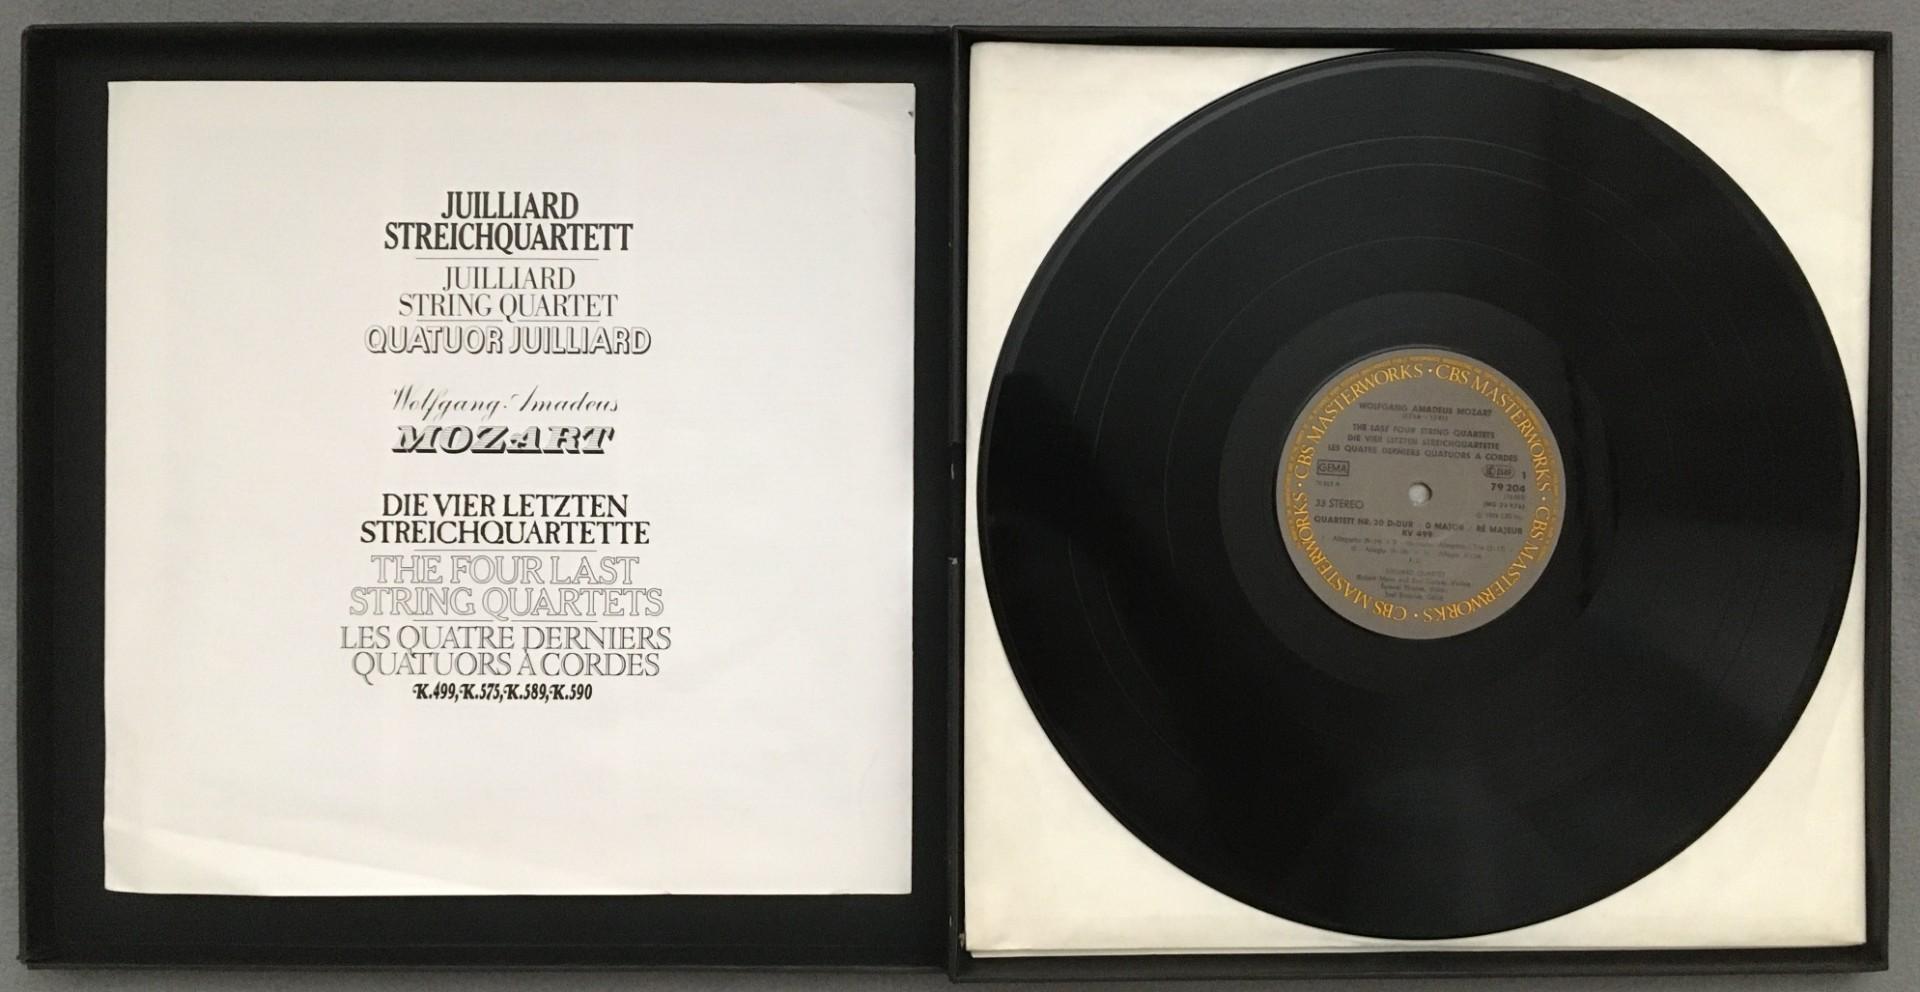 JUILLIARD
STREICHQUARTETT
JUILLIARD
STRING QUARTET
QUATUOR JUILLIARD
Wolfgang Amadeus
MOZART
DIE VIER LETZTEN
STREICHQUARTETTE
THE FOUR LAST
STRING QUARTETS
LES QUATRE DERNIERS
QUATUORS À CORDES
K.499, K.575, K.589, K.590
CBS MASTERWORKS · CBS MASTERWORKS · CBS MASTERWORKS · CBS MASTERWORKS · CBS MASTERWORKS ·
WOLFGANG AMADEUS MOZART
THE LAST FOUR STRING QUARTETS
DIE VIER LETZTEN STREICHQUARTETTE
LES QUATRE DERNIERS QUATUORS A CORDES
GEMA
1
79 204
33 STEREO
QUARTETT NR. 20 D-DUR · D MAJOR · RÉ MAJEUR
KV 499